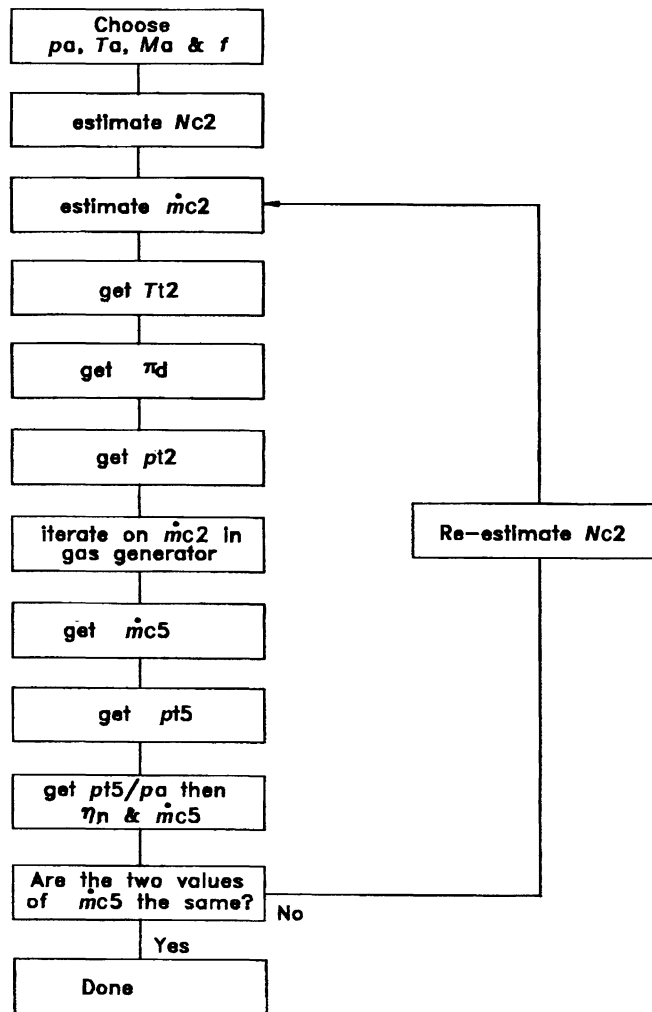 Choose
pa, Ta, Ma & f
estimate Nc2
estimate ṁc2
get Tt2
get πd
get pt2
iterate on ṁc2 in
gas generator
Re-estimate Nc2
get ṁc5
get pt5
get pt5/pa then
ηn & ṁc5
Are the two values
of ṁc5 the same?
No
Yes
Done